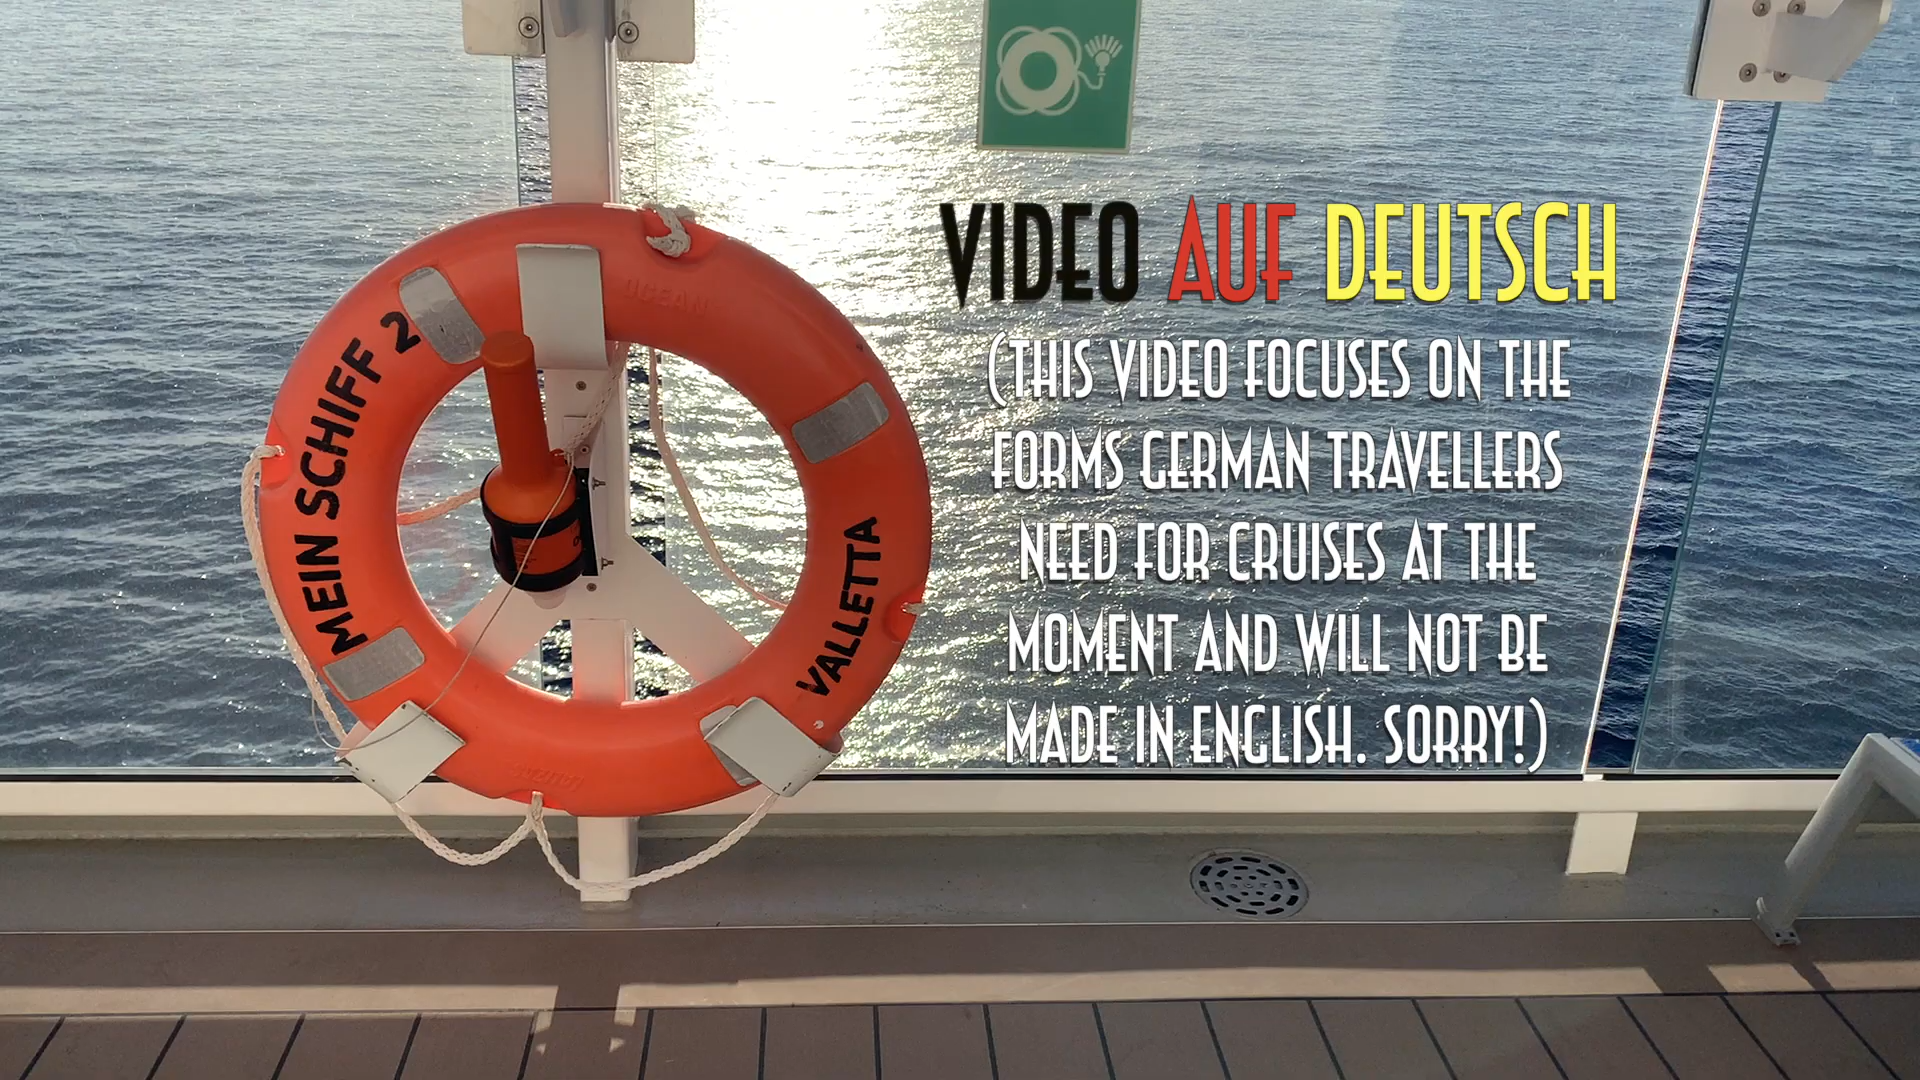 VIDEO AUF DEUTSCH
(THIS VIDEO FOCUSES ON THE
FORMS GERMAN TRAVELLERS
NEED FOR CRUISES AT THE
MOMENT AND WILL NOT BE
MADE IN ENGLISH. SORRY!)
MEIN SCHIFF 2
VALLETTA
OCEAN